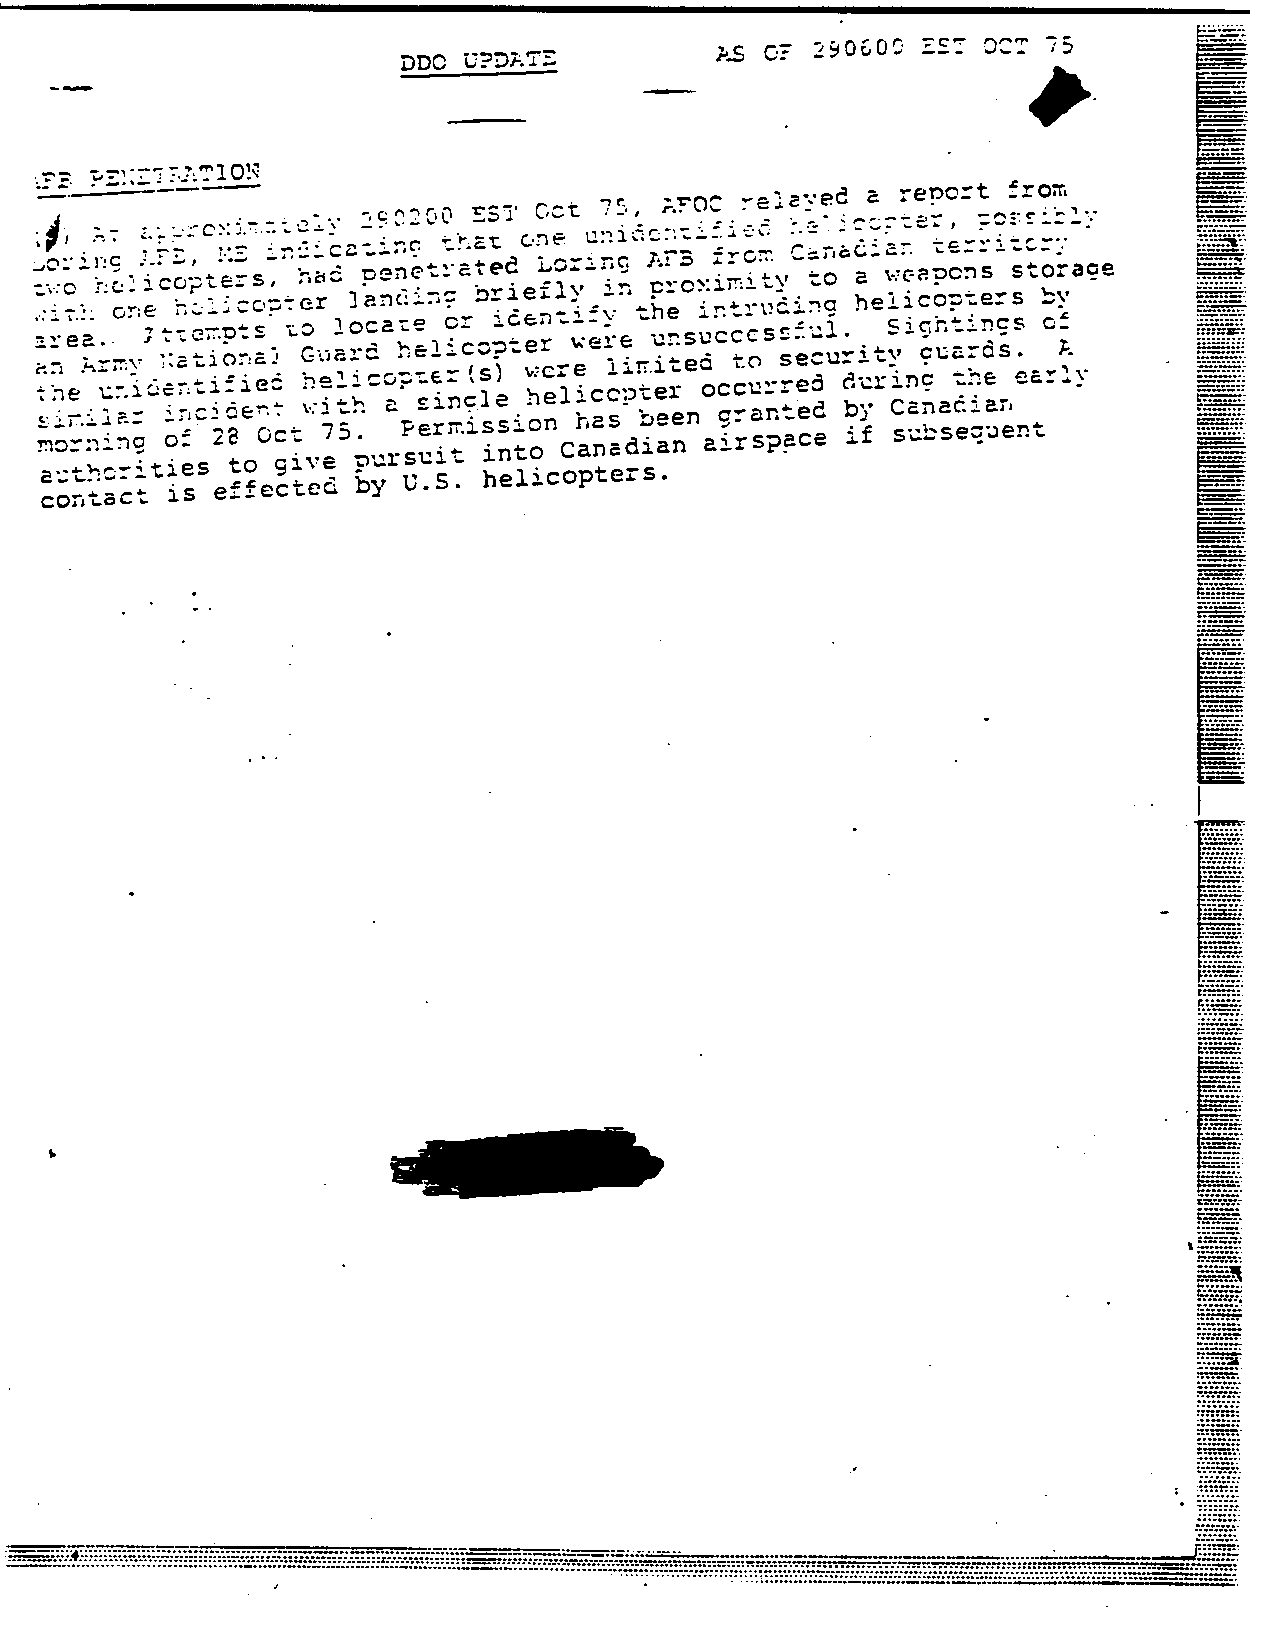 DDO UPDATE
AS OF 290600 EST OCT 75
AFB PENETRATION
At approximately 290200 EST Oct 75, AFOC relayed a report from
Loring AFB, ME indicating that one unidentified helicopter, possibly
two helicopters, had penetrated Loring AFB from Canadian territory
with one helicopter landing briefly in proximity to a weapons storage
area. Attempts to locate or identify the intruding helicopters by
an Army National Guard helicopter were unsuccessful. Sightings of
the unidentified helicopter(s) were limited to security guards. A
similar incident with a single helicopter occurred during the early
morning of 28 Oct 75. Permission has been granted by Canadian
authorities to give pursuit into Canadian airspace if subsequent
contact is effected by U.S. helicopters.